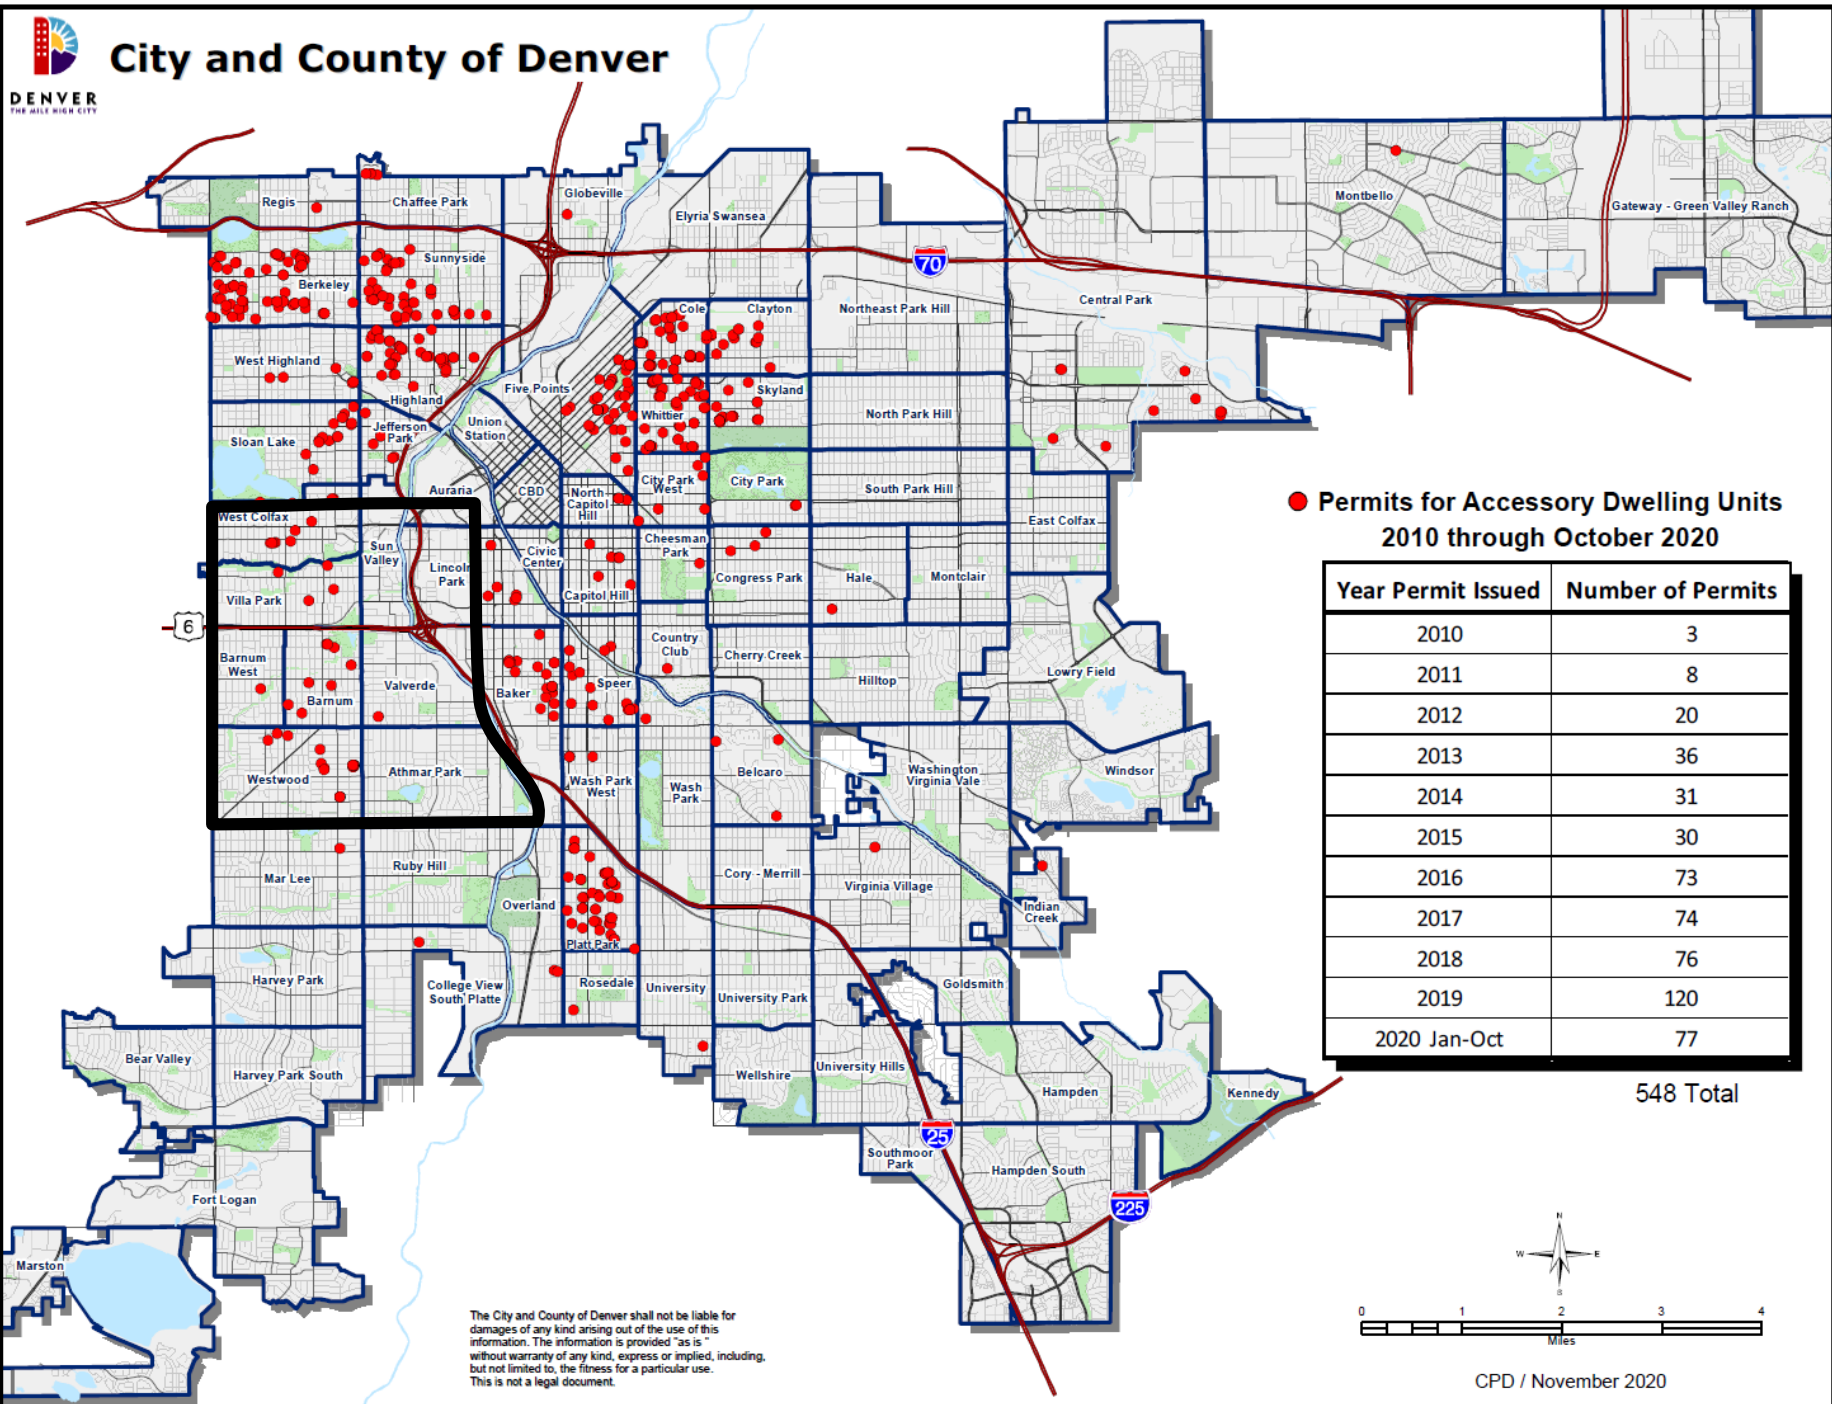 City and County of Denver
DENVER
THE MILE HIGH CITY
Regis
Chaffee Park
Globeville
Elyria Swansea
Montbello
Gateway - Green Valley Ranch
Berkeley
Sunnyside
70
Cole
Clayton
Northeast Park Hill
Central Park
West Highland
Highland
Five Points
Skyland
Whittier
North Park Hill
Sloan Lake
Jefferson
Park
Union
Station
Auraria
CBD
North
Capitol
Hill
City Park
West
City Park
South Park Hill
East Colfax
West Colfax
Sun
Valley
Lincoln
Park
Civic
Center
Cheesman
Park
Congress Park
Hale
Montclair
Villa Park
Capitol Hill
6
Barnum
West
Barnum
Valverde
Baker
Speer
Country
Club
Cherry Creek
Hilltop
Lowry Field
Westwood
Athmar Park
Wash Park
West
Wash
Park
Belcaro
Washington
Virginia Vale
Windsor
Mar Lee
Ruby Hill
Overland
Platt Park
Cory - Merrill
Virginia Village
Indian
Creek
Harvey Park
College View
South Platte
Rosedale
University
University Park
Goldsmith
Bear Valley
Harvey Park South
Wellshire
University Hills
Hampden
Kennedy
25
Southmoor
Park
Hampden South
225
Fort Logan
Marston
Permits for Accessory Dwelling Units
2010 through October 2020
Year Permit Issued Number of Permits
2010 3
2011 8
2012 20
2013 36
2014 31
2015 30
2016 73
2017 74
2018 76
2019 120
2020 Jan-Oct 77
548 Total
N
W E
S
0 1 2 3 4
Miles
The City and County of Denver shall not be liable for
damages of any kind arising out of the use of this
information. The information is provided "as is "
without warranty of any kind, express or implied, including,
but not limited to, the fitness for a particular use.
This is not a legal document.
CPD / November 2020